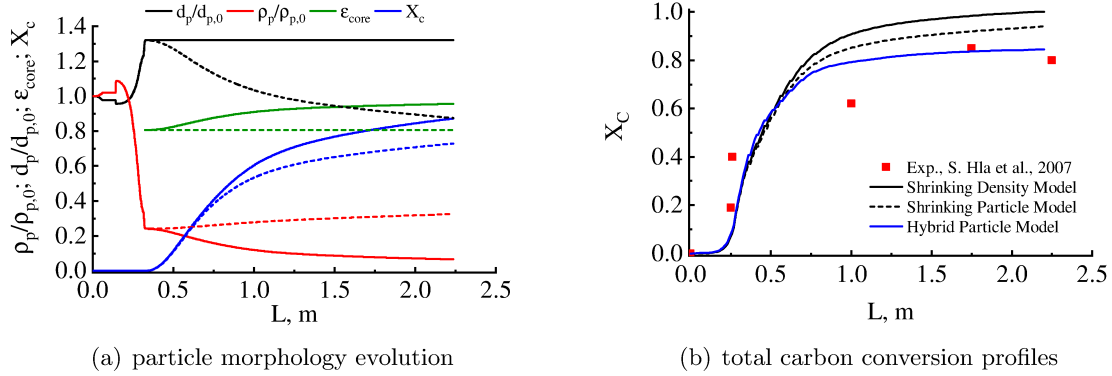 d_p/d_p,0 ρ_p/ρ_p,0 ε_core X_c
ρ_p/ρ_p,0; d_p/d_p,0; ε_core; X_c
1.4
1.2
1.0
0.8
0.6
0.4
0.2
0.0
0.0 0.5 1.0 1.5 2.0 2.5
L, m
(a) particle morphology evolution
X_C
1.0
0.8
0.6
0.4
0.2
0.0
Exp., S. Hla et al., 2007
Shrinking Density Model
Shrinking Particle Model
Hybrid Particle Model
0.0 0.5 1.0 1.5 2.0 2.5
L, m
(b) total carbon conversion profiles